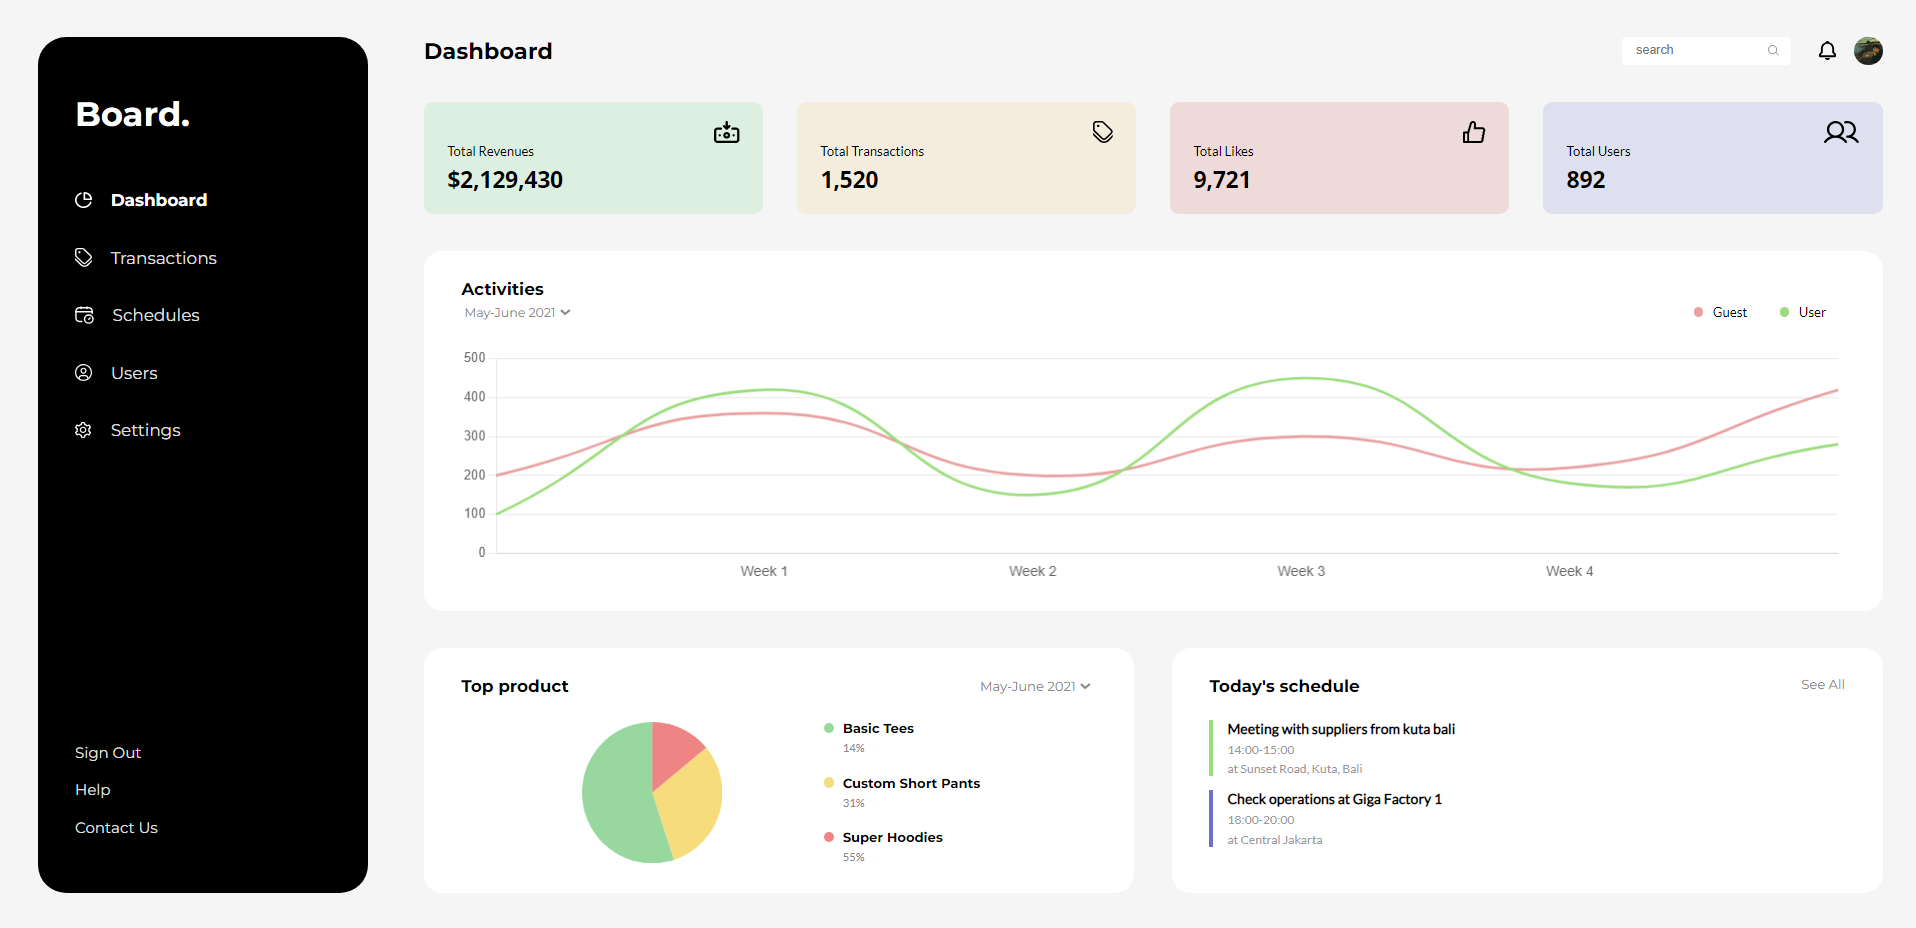 Board.
Dashboard
Transactions
Schedules
Users
Settings
Sign Out
Help
Contact Us
Dashboard
search
Total Revenues
$2,129,430
Total Transactions
1,520
Total Likes
9,721
Total Users
892
Activities
May-June 2021
Guest
User
500
400
300
200
100
0
Week 1
Week 2
Week 3
Week 4
Top product
May-June 2021
Basic Tees
14%
Custom Short Pants
31%
Super Hoodies
55%
Today's schedule
See All
Meeting with suppliers from kuta bali
14:00-15:00
at Sunset Road, Kuta, Bali
Check operations at Giga Factory 1
18:00-20:00
at Central Jakarta